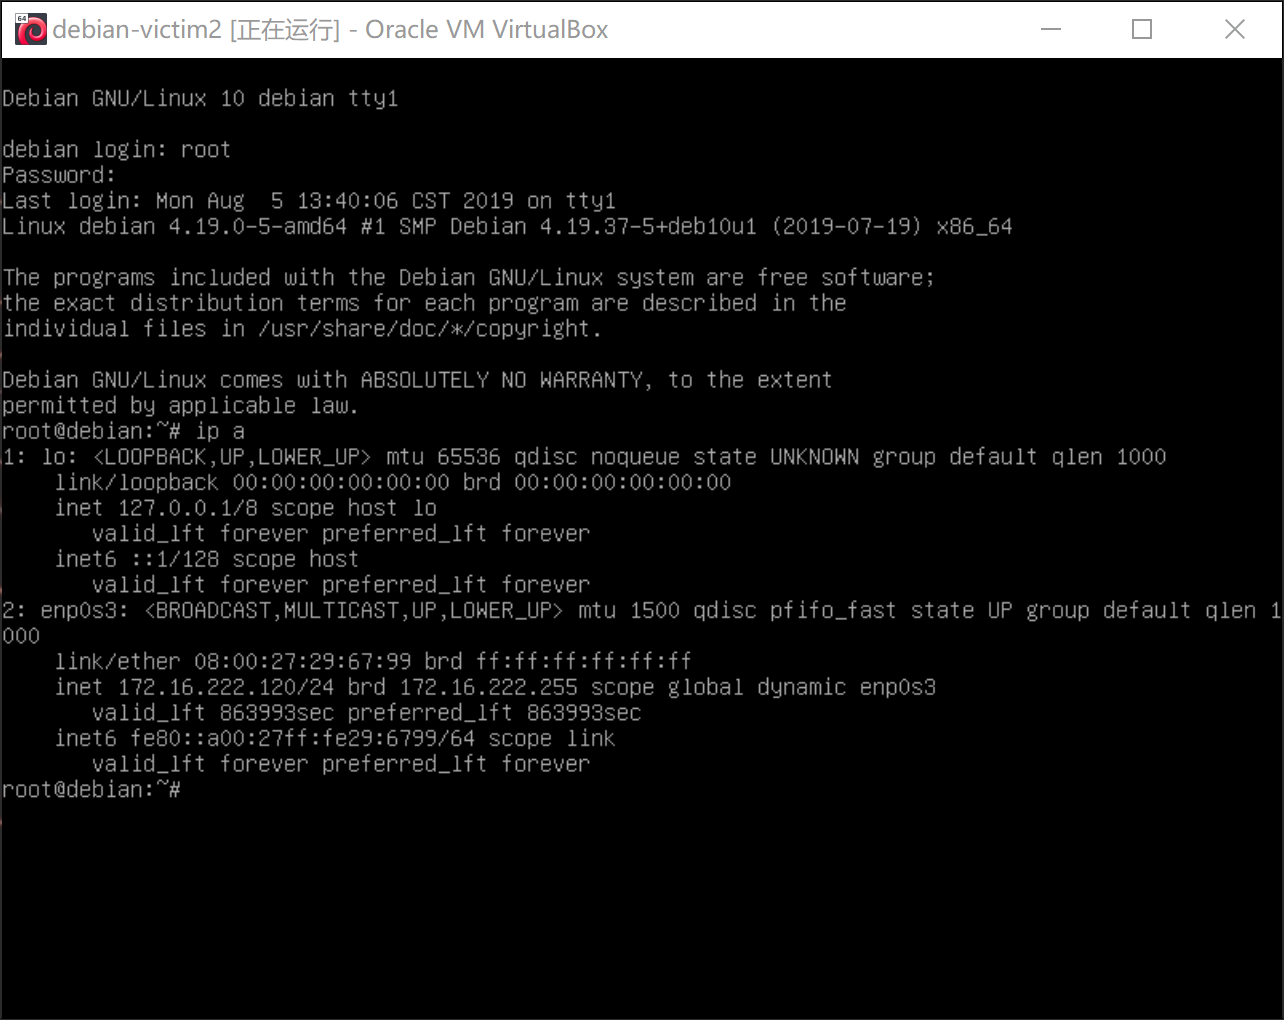 64
debian-victim2 [正在运行] - Oracle VM VirtualBox
Debian GNU/Linux 10 debian tty1
debian login: root
Password:
Last login: Mon Aug  5 13:40:06 CST 2019 on tty1
Linux debian 4.19.0-5-amd64 #1 SMP Debian 4.19.37-5+deb10u1 (2019-07-19) x86_64
The programs included with the Debian GNU/Linux system are free software;
the exact distribution terms for each program are described in the
individual files in /usr/share/doc/*/copyright.
Debian GNU/Linux comes with ABSOLUTELY NO WARRANTY, to the extent
permitted by applicable law.
root@debian:~# ip a
1: lo: <LOOPBACK,UP,LOWER_UP> mtu 65536 qdisc noqueue state UNKNOWN group default qlen 1000
    link/loopback 00:00:00:00:00:00 brd 00:00:00:00:00:00
    inet 127.0.0.1/8 scope host lo
       valid_lft forever preferred_lft forever
    inet6 ::1/128 scope host
       valid_lft forever preferred_lft forever
2: enp0s3: <BROADCAST,MULTICAST,UP,LOWER_UP> mtu 1500 qdisc pfifo_fast state UP group default qlen 1
000
    link/ether 08:00:27:29:67:99 brd ff:ff:ff:ff:ff:ff
    inet 172.16.222.120/24 brd 172.16.222.255 scope global dynamic enp0s3
       valid_lft 863993sec preferred_lft 863993sec
    inet6 fe80::a00:27ff:fe29:6799/64 scope link
       valid_lft forever preferred_lft forever
root@debian:~#